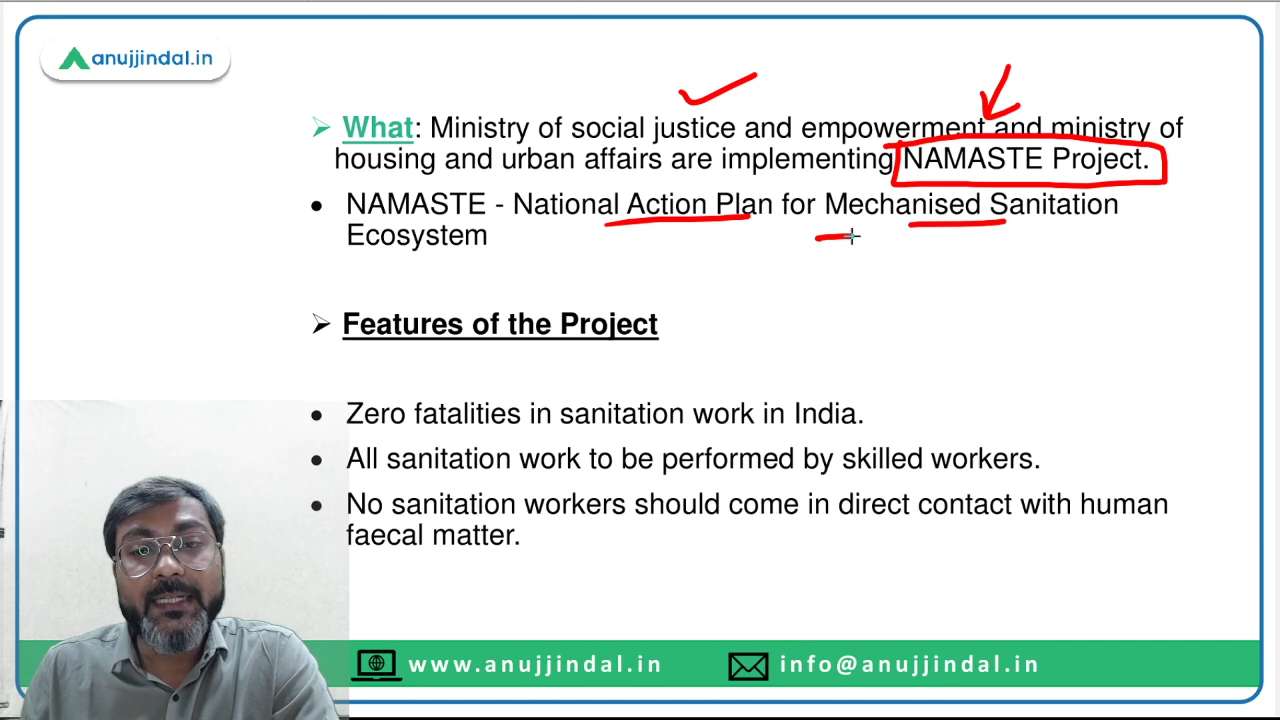 anujjindal.in
What: Ministry of social justice and empowerment and ministry of
housing and urban affairs are implementing NAMASTE Project.
NAMASTE - National Action Plan for Mechanised Sanitation
Ecosystem
Features of the Project
Zero fatalities in sanitation work in India.
All sanitation work to be performed by skilled workers.
No sanitation workers should come in direct contact with human
faecal matter.
www.anujjindal.in
info@anujjindal.in